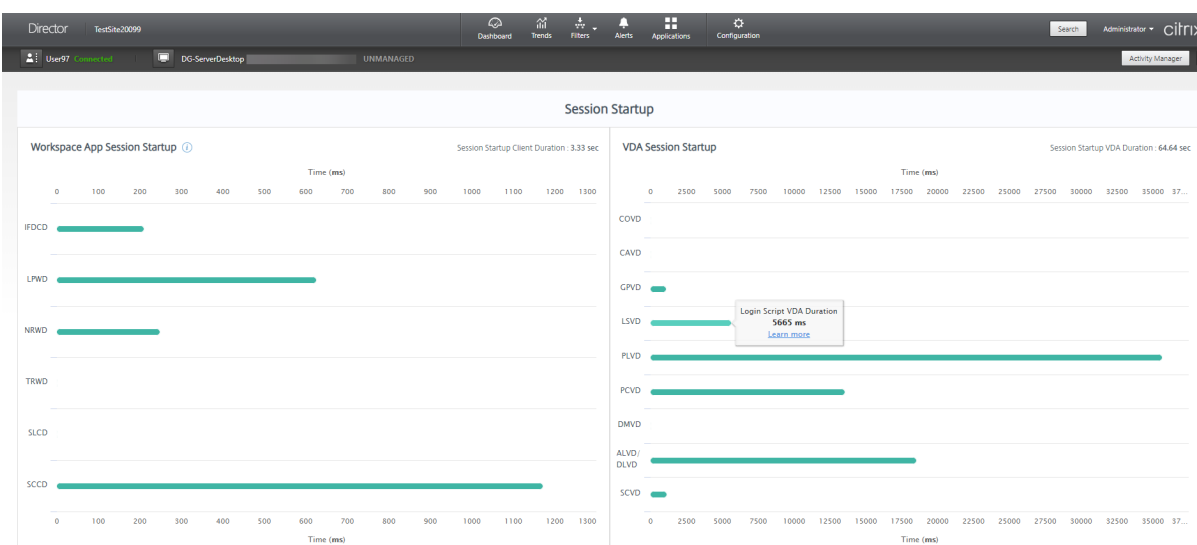 Director TestSite20099 Dashboard Trends Filters Alerts Applications Configuration Search Administrator citrix
User97 Connected DG-ServerDesktop UNMANAGED Activity Manager
Session Startup
Workspace App Session Startup Session Startup Client Duration : 3.33 sec
Time (ms)
0 100 200 300 400 500 600 700 800 900 1000 1100 1200 1300
IFDCD
LPWD
NRWD
TRWD
SLCD
SCCD
0 100 200 300 400 500 600 700 800 900 1000 1100 1200 1300
Time (ms)
VDA Session Startup Session Startup VDA Duration : 64.64 sec
Time (ms)
0 2500 5000 7500 10000 12500 15000 17500 20000 22500 25000 27500 30000 32500 35000 37...
COVD
CAVD
GPVD
LSVD
Login Script VDA Duration
5665 ms
Learn more
PLVD
PCVD
DMVD
ALVD/
DLVD
SCVD
0 2500 5000 7500 10000 12500 15000 17500 20000 22500 25000 27500 30000 32500 35000 37...
Time (ms)